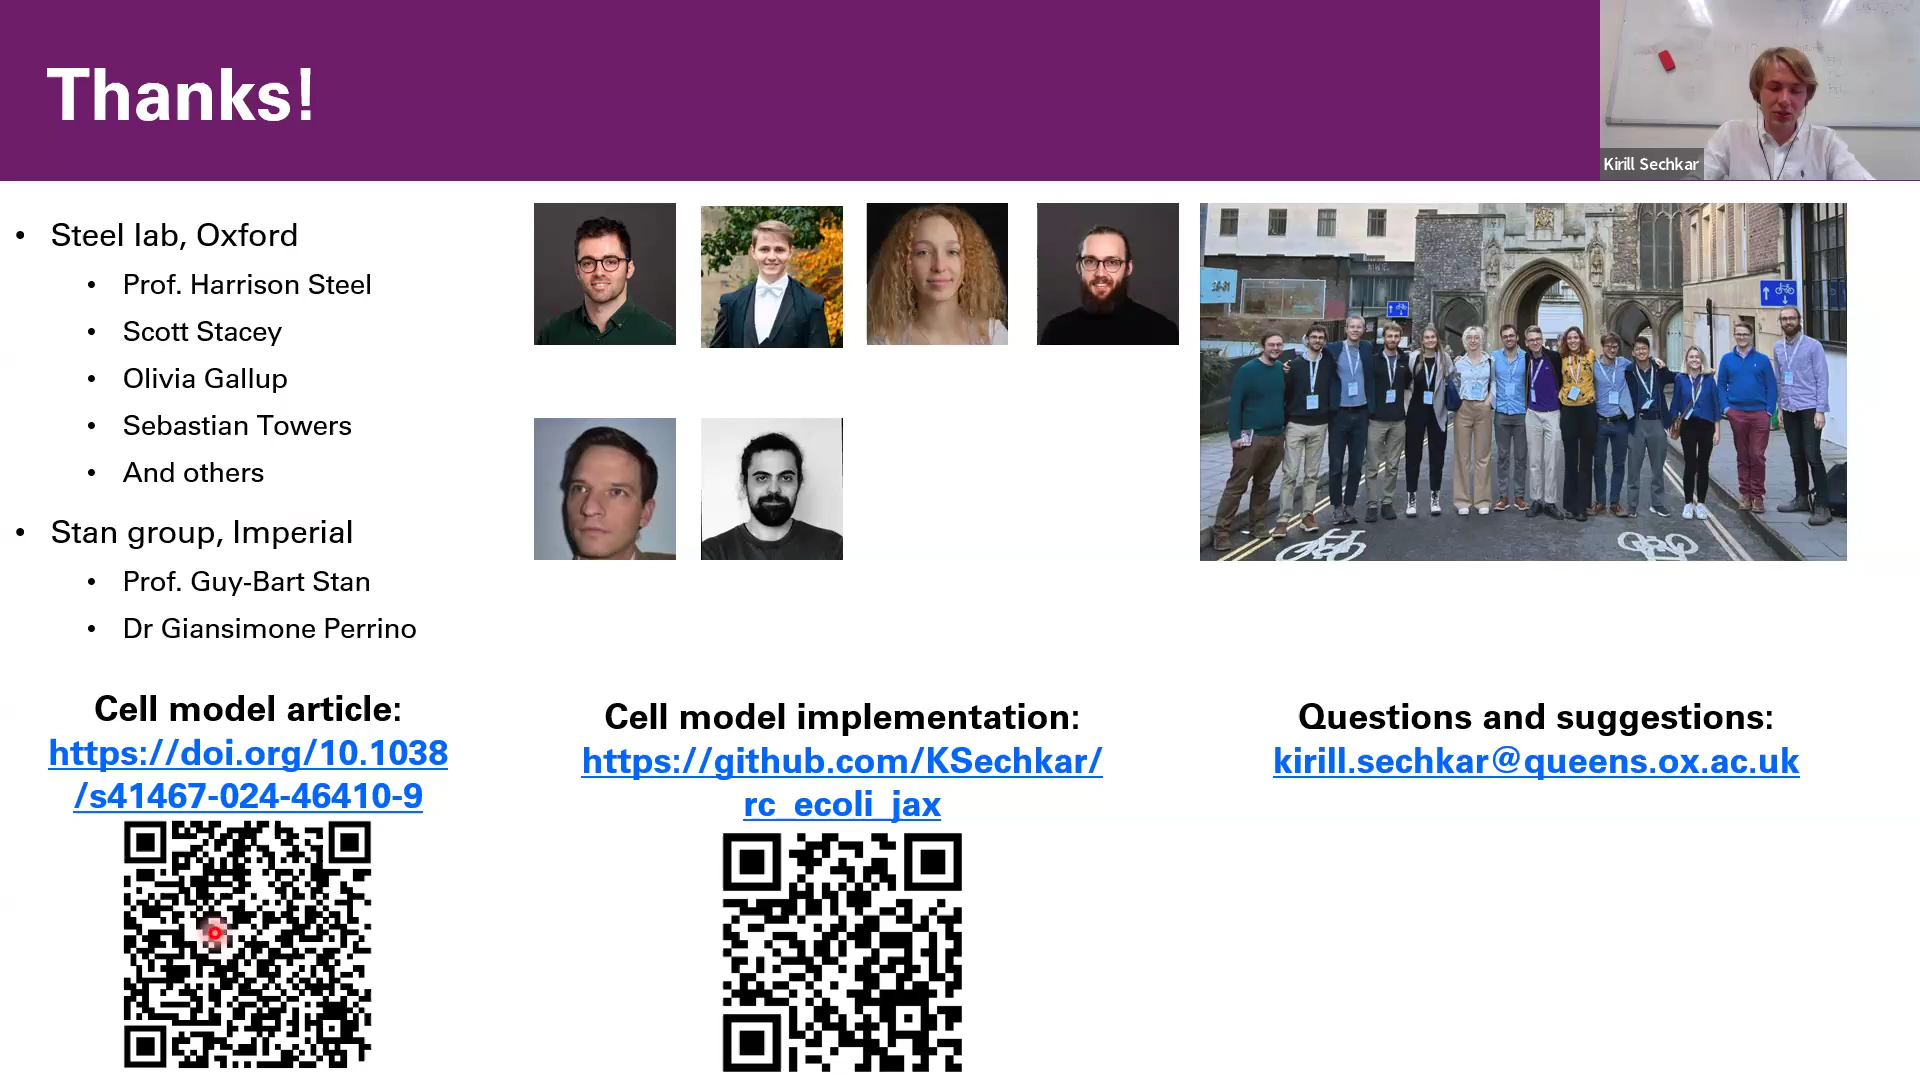 Thanks!
Kirill Sechkar
• Steel lab, Oxford
• Prof. Harrison Steel
• Scott Stacey
• Olivia Gallup
• Sebastian Towers
• And others
• Stan group, Imperial
• Prof. Guy-Bart Stan
• Dr Giansimone Perrino
Cell model article:
https://doi.org/10.1038
/s41467-024-46410-9
Cell model implementation:
https://github.com/KSechkar/
rc_ecoli_jax
Questions and suggestions:
kirill.sechkar@queens.ox.ac.uk